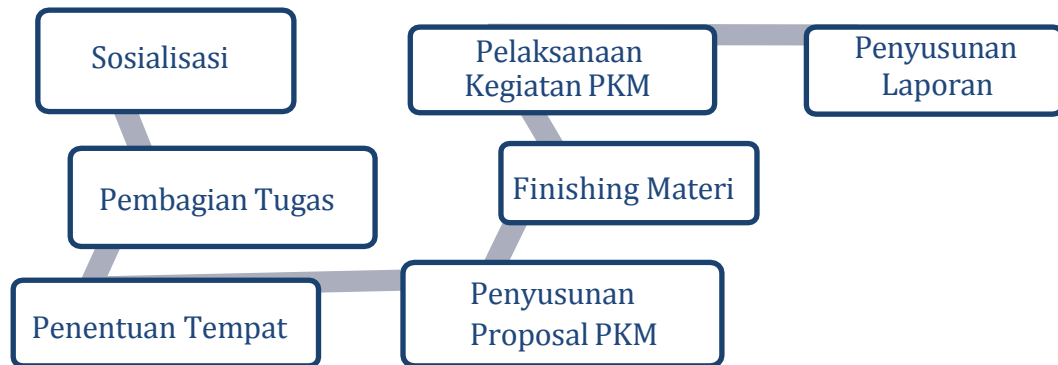 Sosialisasi
Pembagian Tugas
Penentuan Tempat
Penyusunan
Proposal PKM
Finishing Materi
Pelaksanaan
Kegiatan PKM
Penyusunan
Laporan